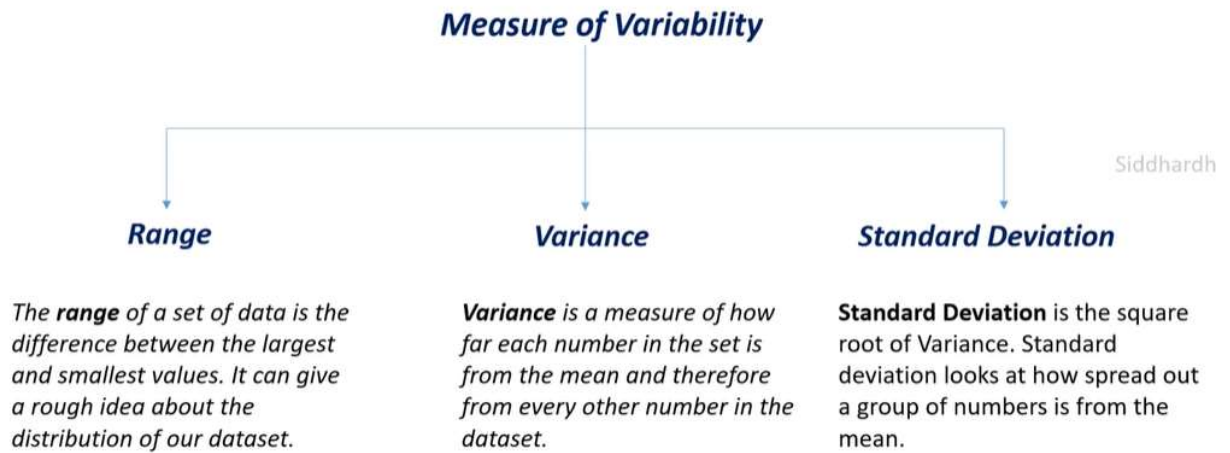 Measure of Variability
Siddhardh
Range
Variance
Standard Deviation
The range of a set of data is the
difference between the largest
and smallest values. It can give
a rough idea about the
distribution of our dataset.
Variance is a measure of how
far each number in the set is
from the mean and therefore
from every other number in the
dataset.
Standard Deviation is the square
root of Variance. Standard
deviation looks at how spread out
a group of numbers is from the
mean.